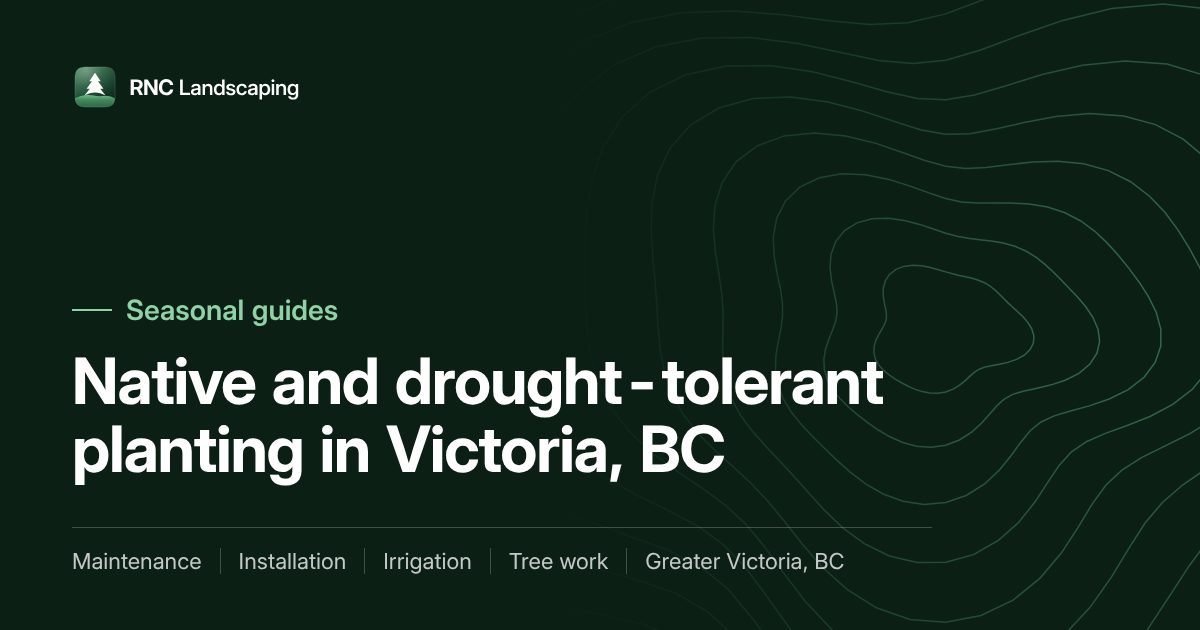 RNC Landscaping
Seasonal guides
Native and drought-tolerant
planting in Victoria, BC
Maintenance | Installation | Irrigation | Tree work | Greater Victoria, BC